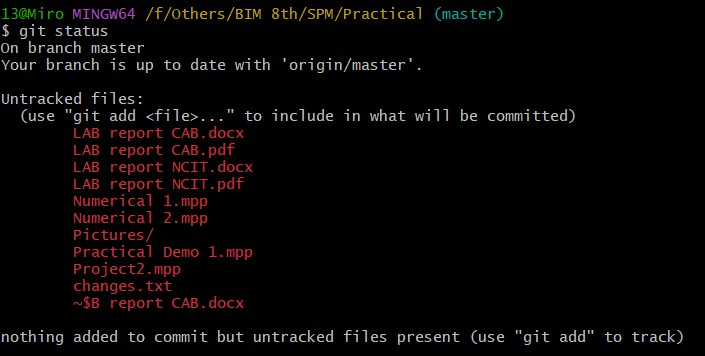 13@Miro MINGW64 /f/Others/BIM 8th/SPM/Practical (master)
$ git status
On branch master
Your branch is up to date with 'origin/master'.
Untracked files:
(use "git add <file>..." to include in what will be committed)
LAB report CAB.docx
LAB report CAB.pdf
LAB report NCIT.docx
LAB report NCIT.pdf
Numerical 1.mpp
Numerical 2.mpp
Pictures/
Practical Demo 1.mpp
Project2.mpp
changes.txt
~$B report CAB.docx
nothing added to commit but untracked files present (use "git add" to track)